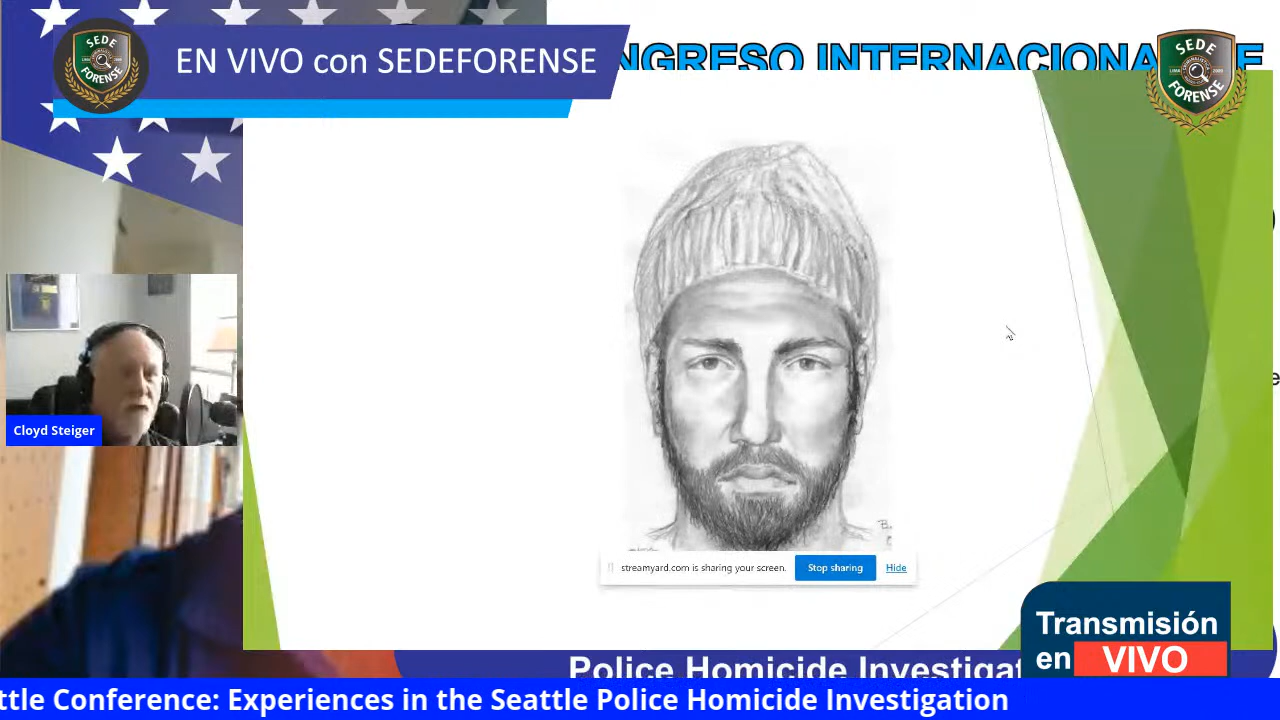 EN VIVO con SEDEFORENSE
NGRESO INTERNACIONA
E
SEDE
FORENSE
SEDE
FORENSE
Cloyd Steiger
streamyard.com is sharing your screen.
Stop sharing
Hide
Transmisión
en VIVO
Police Homicide Investigat
ttle Conference: Experiences in the Seattle Police Homicide Investigation